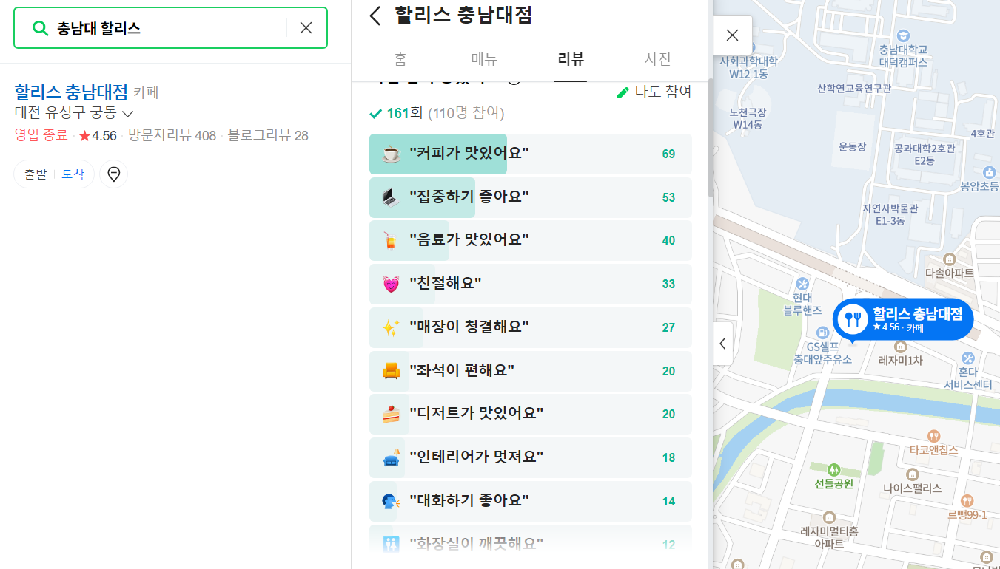 충남대 할리스
할리스 충남대점 카페
대전 유성구 궁동
영업 종료 · ★4.56 · 방문자리뷰 408 · 블로그리뷰 28
출발
도착
할리스 충남대점
홈
메뉴
리뷰
사진
나도 참여
161회 (110명 참여)
"커피가 맛있어요" 69
"집중하기 좋아요" 53
"음료가 맛있어요" 40
"친절해요" 33
"매장이 청결해요" 27
"좌석이 편해요" 20
"디저트가 맛있어요" 20
"인테리어가 멋져요" 18
"대화하기 좋아요" 14
"화장실이 깨끗해요" 12
충남대학교
대덕캠퍼스
사회과학대학
W12-1동
산학연교육연구관
노천극장
W14동
운동장
4호관
공과대학2호관
E2동
봉암초등
자연사박물관
E1-3동
다솔아파트
현대
블루핸즈
할리스 충남대점
★4.56 · 카페
GS셀프
충대앞주유소
레자미1차
혼다
서비스센터
타코앤칩스
선들공원
나이스팰리스
르뺑99-1
레자미멀티홈
아파트